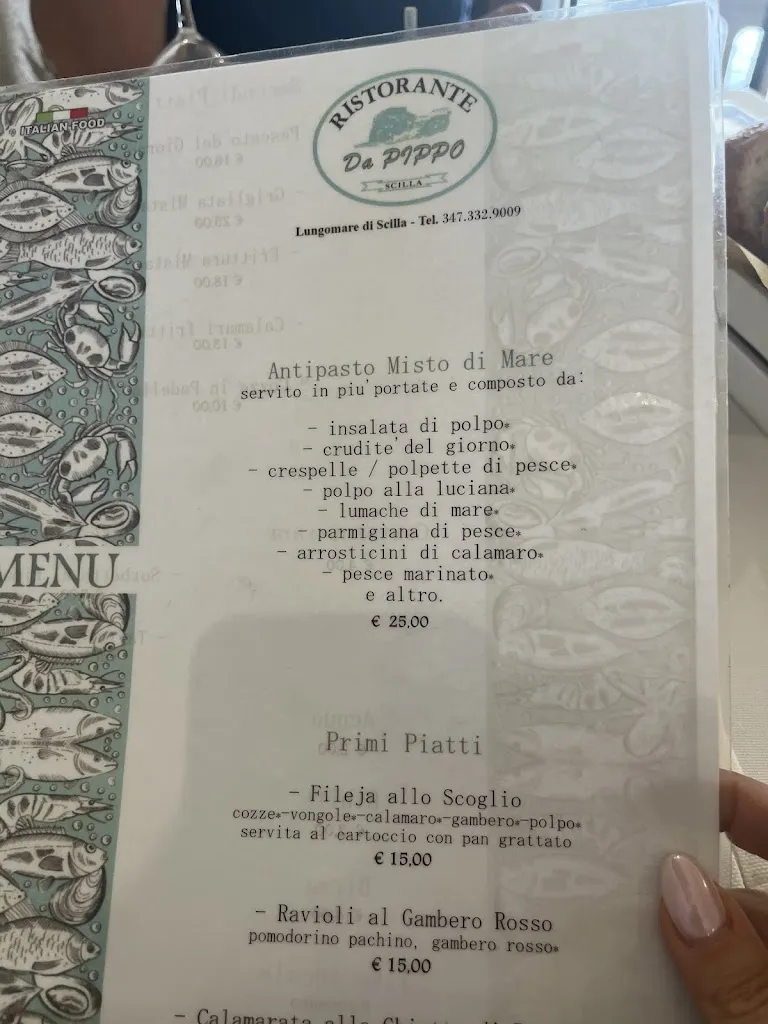 ITALIAN FOOD
RISTORANTE
Da PIPPO
SCILLA
Lungomare di Scilla - Tel. 347.332.9009
Antipasto Misto di Mare
servito in piu'portate e composto da:
- insalata di polpo*
- crudite'del giorno*
- crespelle / polpette di pesce*
- polpo alla luciana*
- lumache di mare*
- parmigiana di pesce*
- arrosticini di calamaro*
- pesce marinato*
e altro.
€ 25,00
MENU
Primi Piatti
- Fileja allo Scoglio
cozze*-vongole*-calamaro*-gambero*-polpo*
servita al cartoccio con pan grattato
€ 15,00
- Ravioli al Gambero Rosso
pomodorino pachino, gambero rosso*
€ 15,00
- Calamarata alla